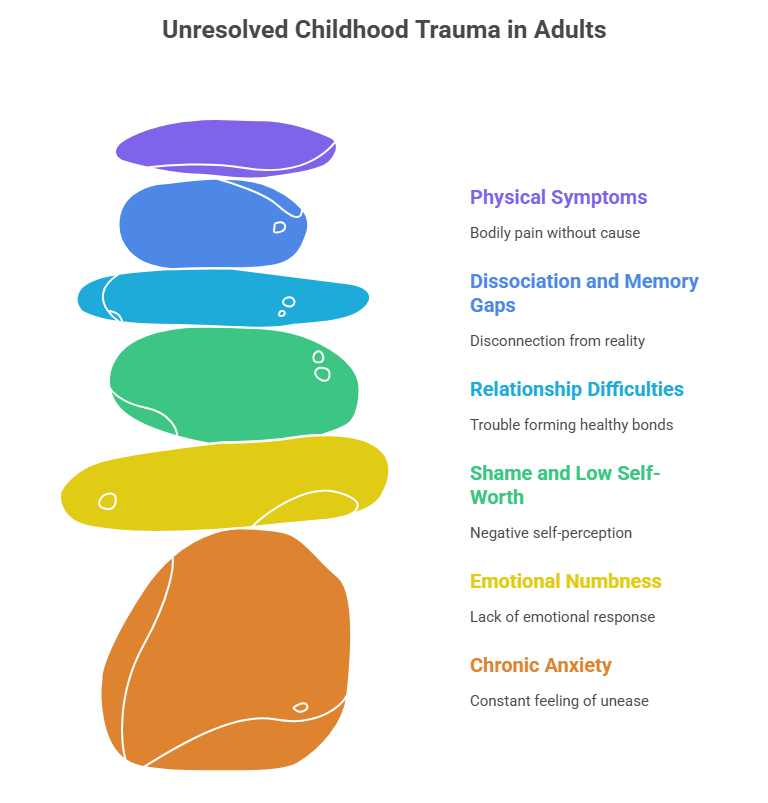 Unresolved Childhood Trauma in Adults
Physical Symptoms
Bodily pain without cause
Dissociation and Memory
Gaps
Disconnection from reality
Relationship Difficulties
Trouble forming healthy bonds
Shame and Low Self-
Worth
Negative self-perception
Emotional Numbness
Lack of emotional response
Chronic Anxiety
Constant feeling of unease